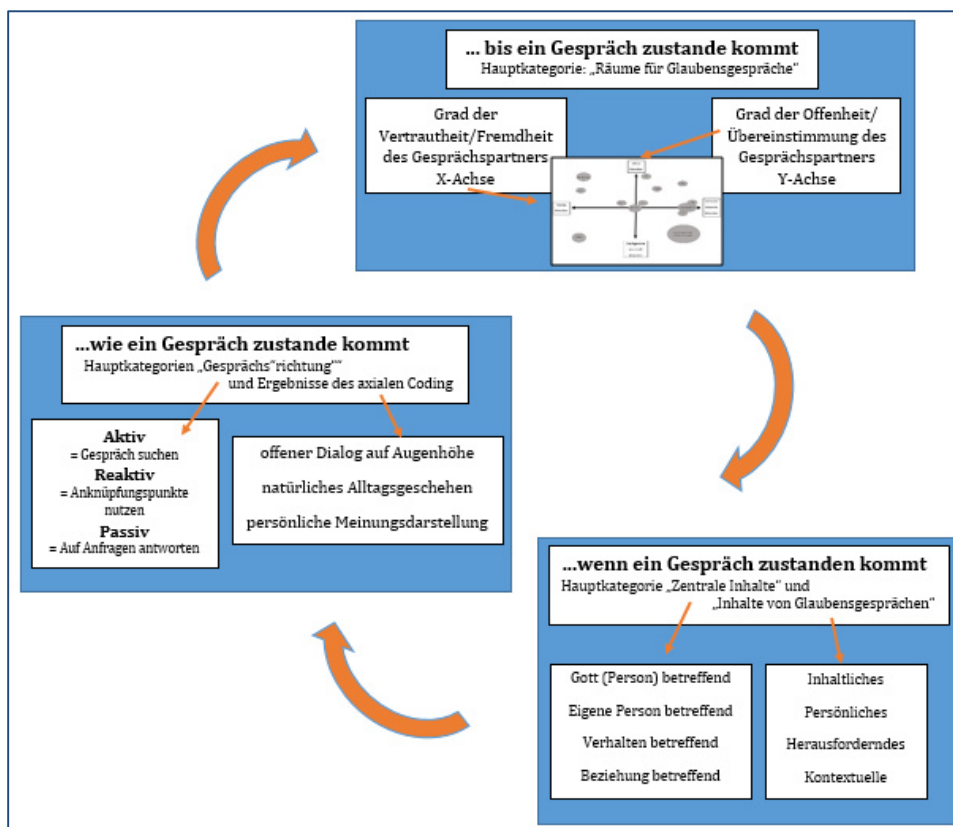 ... bis ein Gespräch zustande kommt
Hauptkategorie: „Räume für Glaubensgespräche“
Grad der
Vertrautheit/Fremdheit
des Gesprächspartners
X-Achse
Grad der Offenheit/
Übereinstimmung des
Gesprächspartners
Y-Achse
...wie ein Gespräch zustande kommt
Hauptkategorien „Gesprächs“richtung““
und Ergebnisse des axialen Coding
Aktiv
= Gespräch suchen
Reaktiv
= Anknüpfungspunkte
nutzen
Passiv
= Auf Anfragen antworten
offener Dialog auf Augenhöhe
natürliches Alltagsgeschehen
persönliche Meinungsdarstellung
...wenn ein Gespräch zustanden kommt
Hauptkategorie „Zentrale Inhalte“ und
„Inhalte von Glaubensgesprächen“
Gott (Person) betreffend
Eigene Person betreffend
Verhalten betreffend
Beziehung betreffend
Inhaltliches
Persönliches
Herausforderndes
Kontextuelle